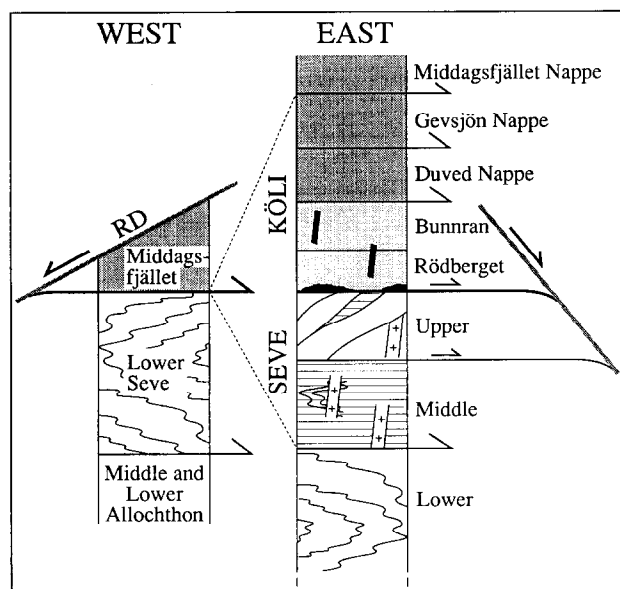 WEST
EAST
Middagsfjället Nappe
Gevsjön Nappe
Duved Nappe
KÖLI
Bunnran
Rödberget
RD
Middags-
fjället
Upper
SEVE
Lower
Seve
Middle
Middle and
Lower
Allochthon
Lower